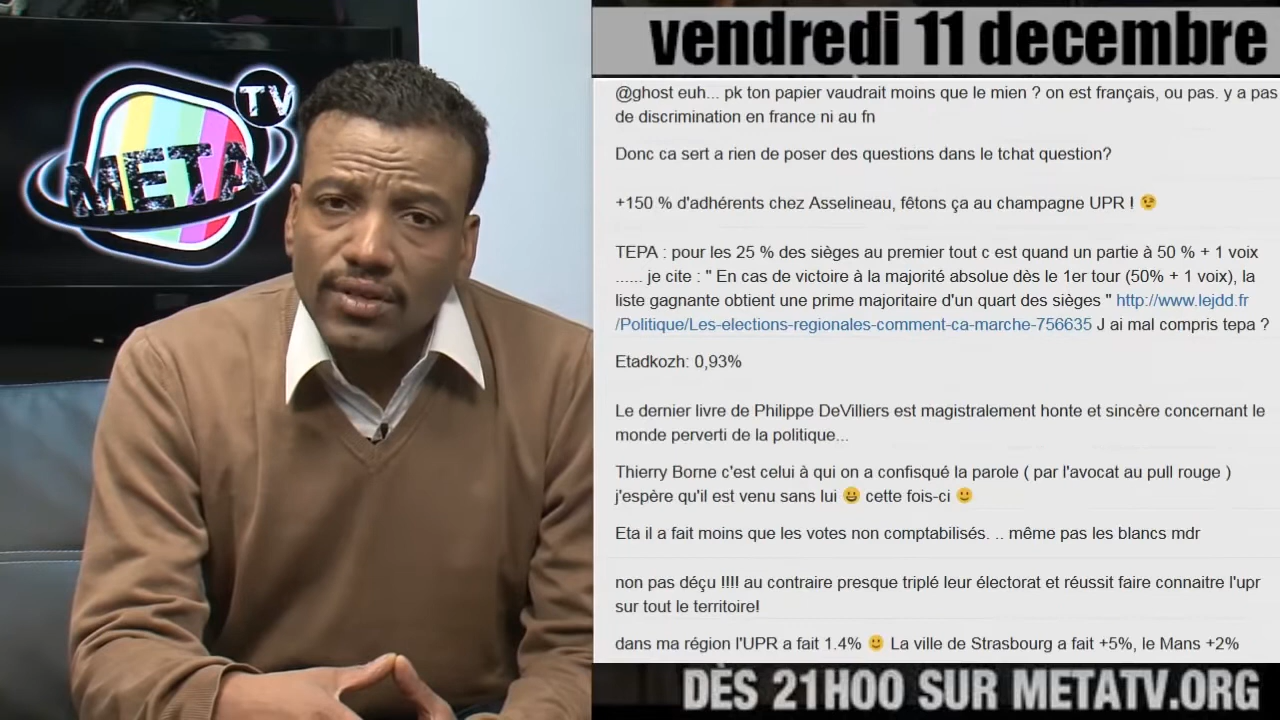 TV
META
vendredi 11 decembre
@ghost euh... pk ton papier vaudrait moins que le mien ? on est français, ou pas. y a pas
de discrimination en france ni au fn
Donc ca sert a rien de poser des questions dans le tchat question?
+150 % d'adhérents chez Asselineau, fêtons ça au champagne UPR ! 😉
TEPA : pour les 25 % des sièges au premier tout c est quand un partie à 50 % + 1 voix
...... je cite : " En cas de victoire à la majorité absolue dès le 1er tour (50% + 1 voix), la
liste gagnante obtient une prime majoritaire d'un quart des sièges " http://www.lejdd.fr
/Politique/Les-elections-regionales-comment-ca-marche-756635 J ai mal compris tepa ?
Etadkozh: 0,93%
Le dernier livre de Philippe DeVilliers est magistralement honte et sincère concernant le
monde perverti de la politique...
Thierry Borne c'est celui à qui on a confisqué la parole ( par l'avocat au pull rouge )
j'espère qu'il est venu sans lui 😀 cette fois-ci 🙂
Eta il a fait moins que les votes non comptabilisés. .. même pas les blancs mdr
non pas déçu !!!! au contraire presque triplé leur électorat et réussit faire connaitre l'upr
sur tout le territoire!
dans ma région l'UPR a fait 1.4% 🙂 La ville de Strasbourg a fait +5%, le Mans +2%
DÈS 21H00 SUR METATV.ORG